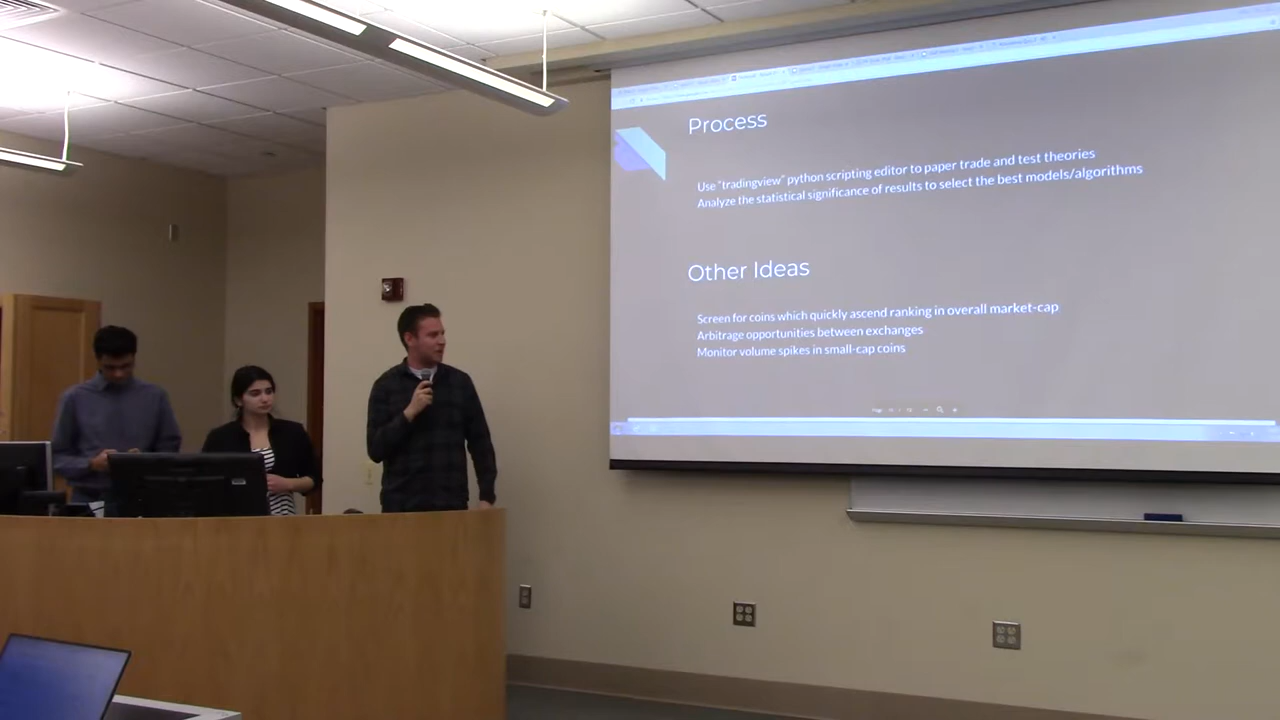 Process
Use "tradingview" python scripting editor to paper trade and test theories
Analyze the statistical significance of results to select the best models/algorithms
Other Ideas
Screen for coins which quickly ascend ranking in overall market-cap
Arbitrage opportunities between exchanges
Monitor volume spikes in small-cap coins
Page